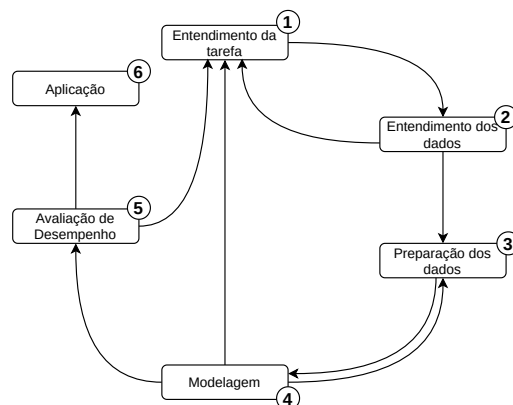 1
Entendimento da
tarefa
6
Aplicação
2
Entendimento dos
dados
5
Avaliação de
Desempenho
3
Preparação dos
dados
Modelagem
4